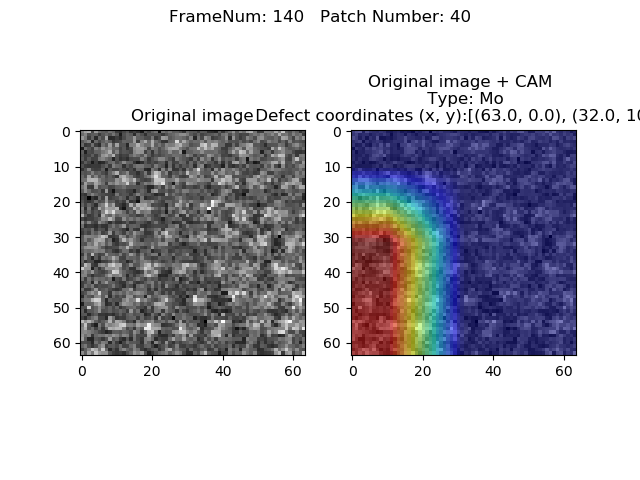 FrameNum: 140   Patch Number: 40
Original image + CAM
Type: Mo
Original image
Defect coordinates (x, y):[(63.0, 0.0), (32.0, 10
0
10
20
30
40
50
60
0 20 40 60
0
10
20
30
40
50
60
0 20 40 60